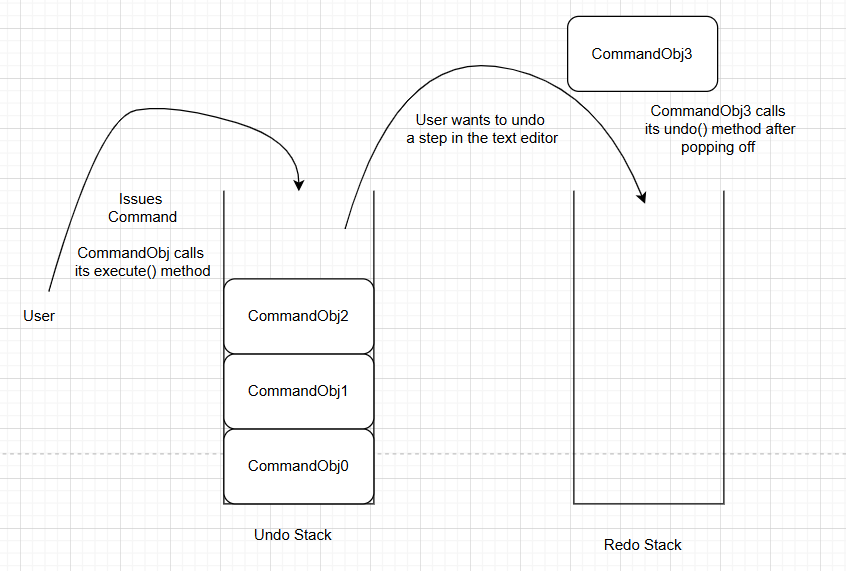 CommandObj3
CommandObj3 calls
its undo() method after
popping off
User wants to undo
a step in the text editor
Issues
Command
CommandObj calls
its execute() method
User
CommandObj2
CommandObj1
CommandObj0
Undo Stack
Redo Stack